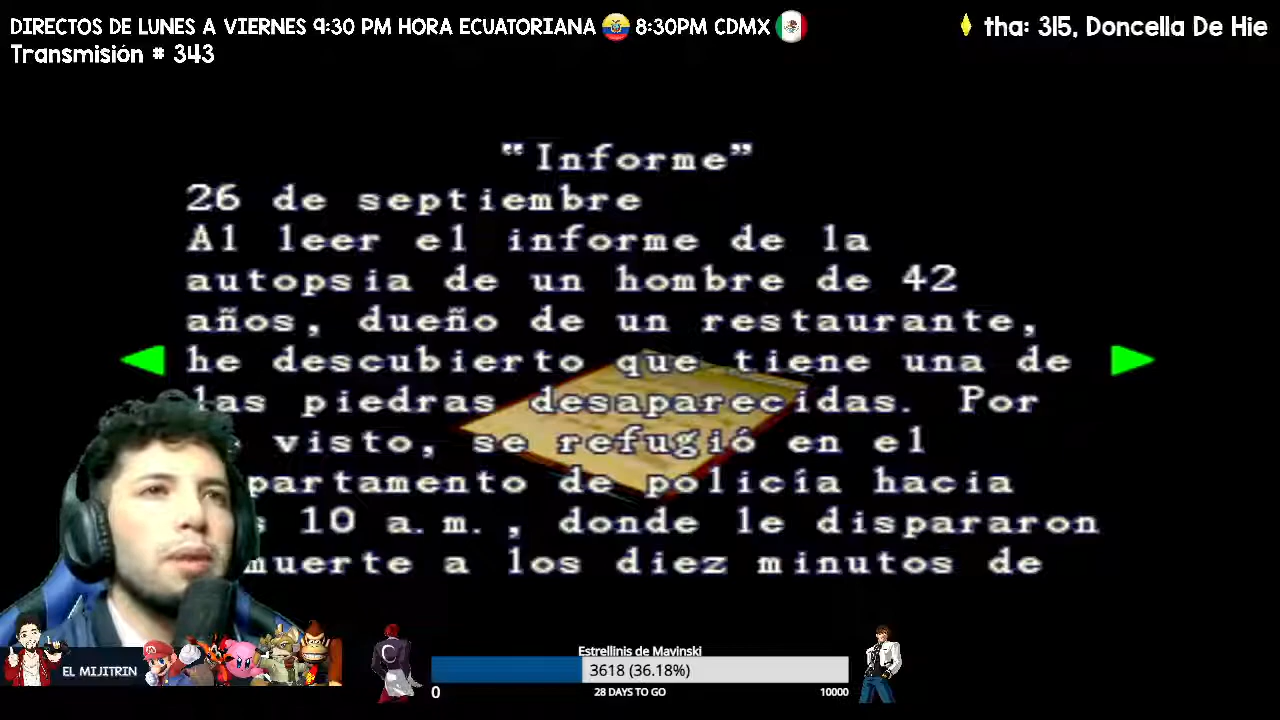 DIRECTOS DE LUNES A VIERNES 9:30 PM HORA ECUATORIANA 8:30PM CDMX
tha: 315, Doncella De Hie
Transmisión # 343
"Informe"
26 de septiembre
Al leer el informe de la
autopsia de un hombre de 42
años, dueño de un restaurante,
he descubierto que tiene una de
las piedras desaparecidas. Por
visto, se refugió en el
partamento de policía hacia
s 10 a.m., donde le dispararon
muerte a los diez minutos de
EL MIJITRIN
Estrellinis de Mavinski
3618 (36.18%)
0 28 DAYS TO GO 10000